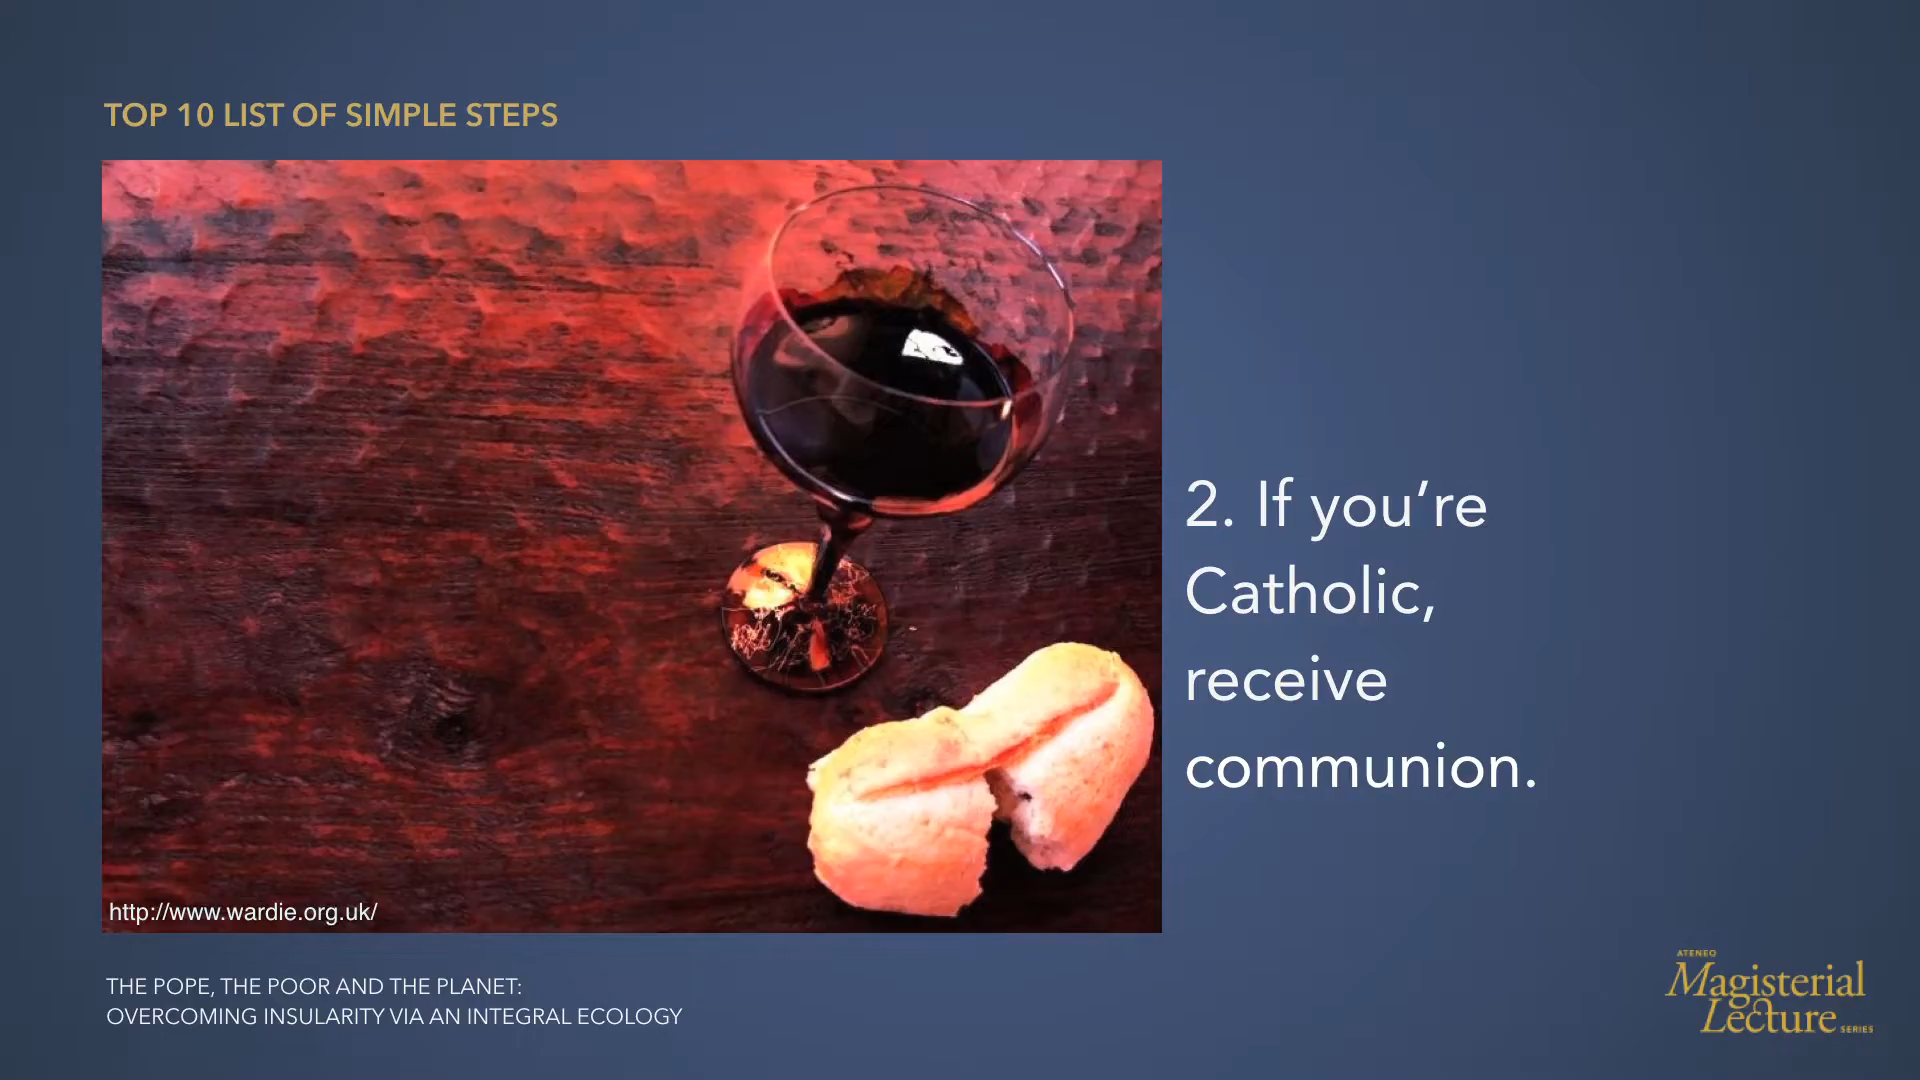 TOP 10 LIST OF SIMPLE STEPS
2. If you’re
Catholic,
receive
communion.
http://www.wardie.org.uk/
THE POPE, THE POOR AND THE PLANET:
OVERCOMING INSULARITY VIA AN INTEGRAL ECOLOGY
ATENEO
Magisterial
Lecture SERIES